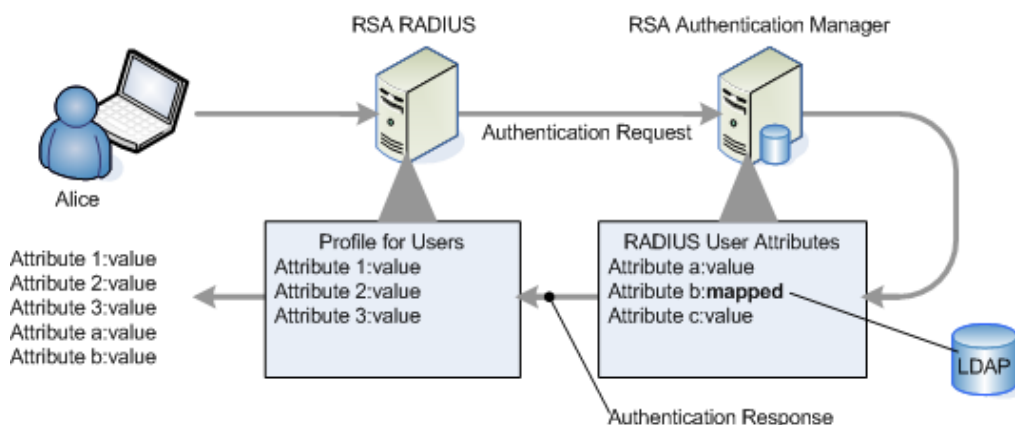 RSA RADIUS
RSA Authentication Manager
Authentication Request
Alice
Attribute 1:value
Attribute 2:value
Attribute 3:value
Attribute a:value
Attribute b:value
Profile for Users
Attribute 1:value
Attribute 2:value
Attribute 3:value
RADIUS User Attributes
Attribute a:value
Attribute b:mapped
Attribute c:value
LDAP
Authentication Response